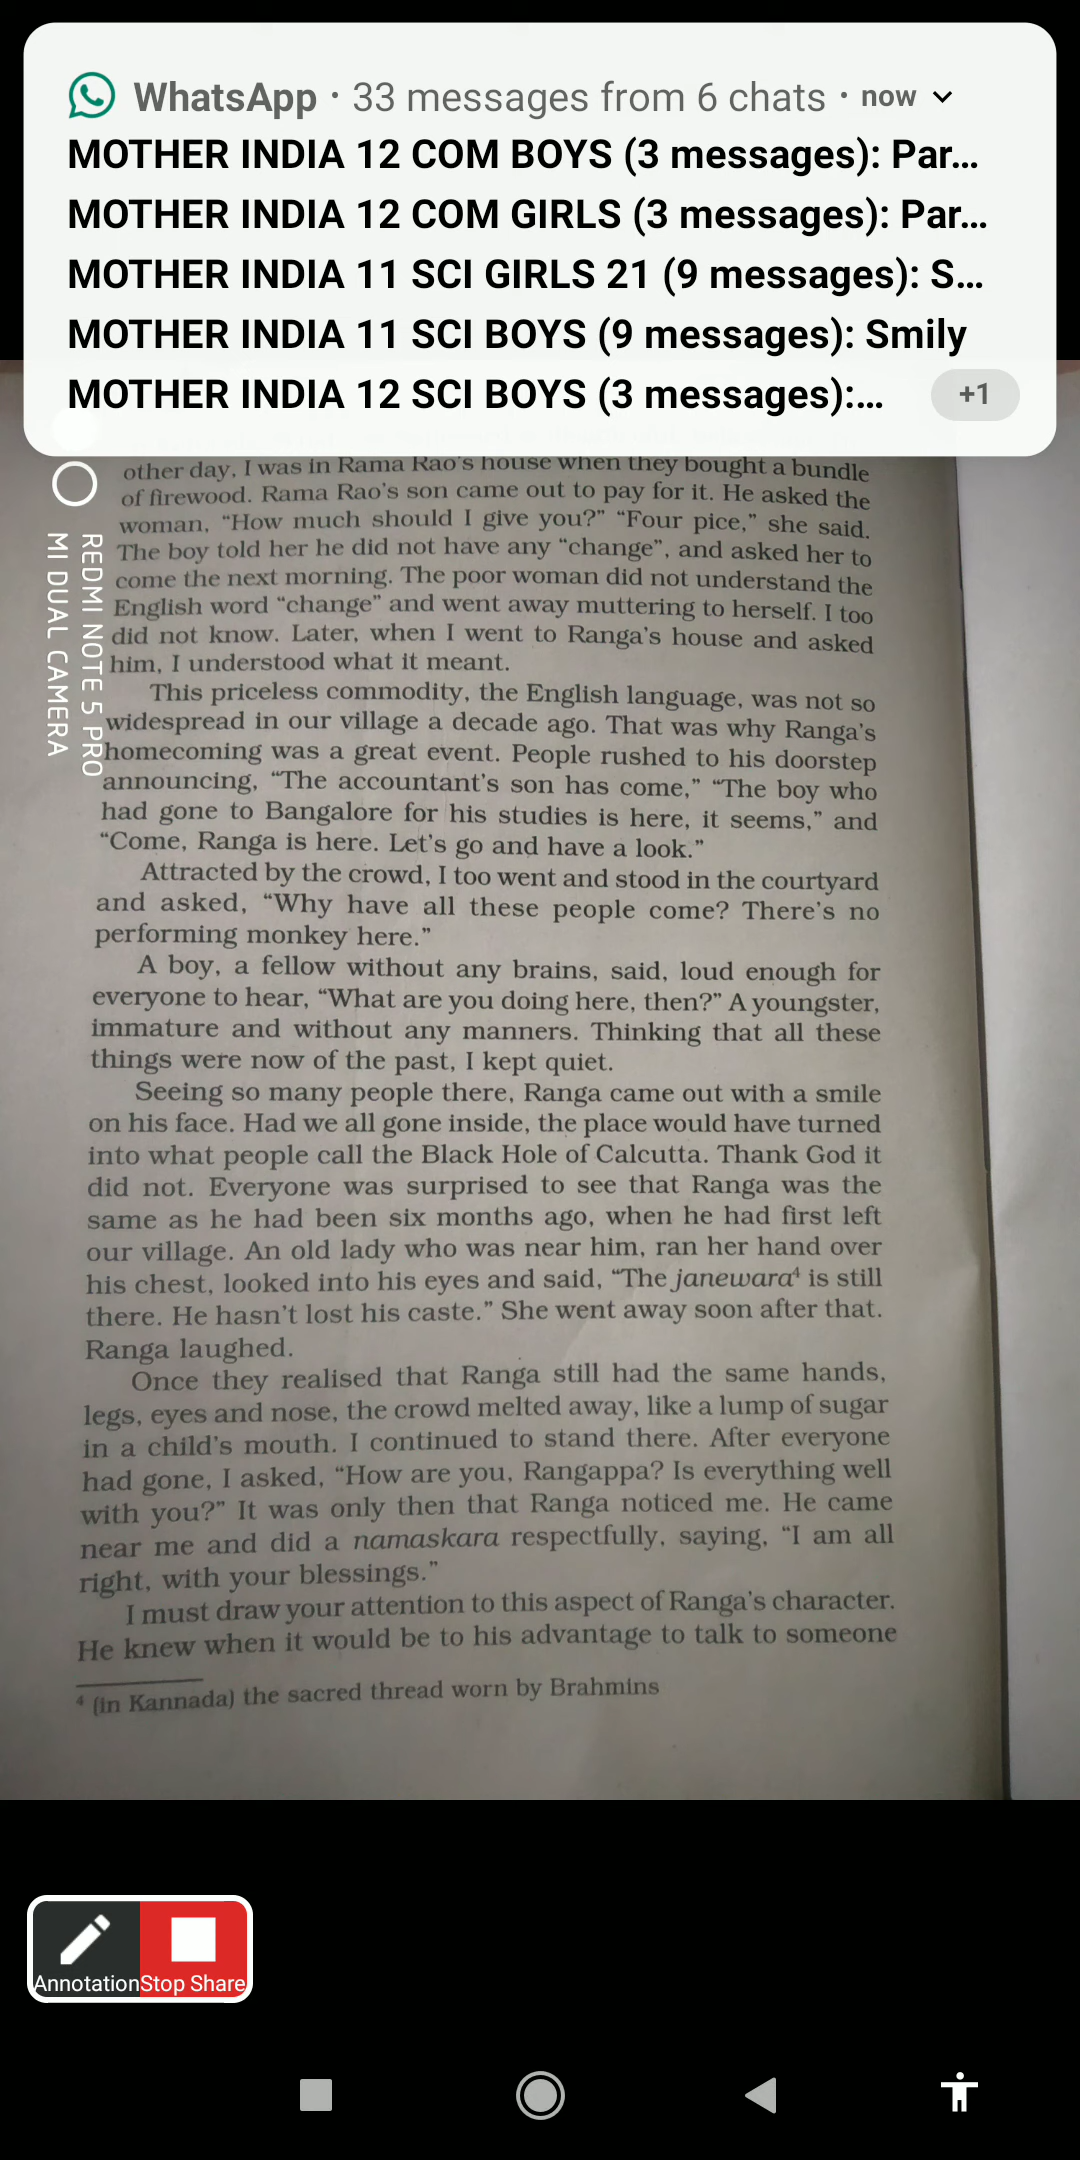 WhatsApp · 33 messages from 6 chats · now
MOTHER INDIA 12 COM BOYS (3 messages): Par...
MOTHER INDIA 12 COM GIRLS (3 messages): Par...
MOTHER INDIA 11 SCI GIRLS 21 (9 messages): S...
MOTHER INDIA 11 SCI BOYS (9 messages): Smily
MOTHER INDIA 12 SCI BOYS (3 messages):...
+1
REDMI NOTE 5 PRO
MI DUAL CAMERA
other day, I was in Rama Rao's house when they bought a bundle
of firewood. Rama Rao's son came out to pay for it. He asked the
woman, “How much should I give you?” “Four pice,” she said.
The boy told her he did not have any “change”, and asked her to
come the next morning. The poor woman did not understand the
English word “change” and went away muttering to herself. I too
did not know. Later, when I went to Ranga's house and asked
him, I understood what it meant.
This priceless commodity, the English language, was not so
widespread in our village a decade ago. That was why Ranga's
homecoming was a great event. People rushed to his doorstep
announcing, “The accountant's son has come,” “The boy who
had gone to Bangalore for his studies is here, it seems,” and
“Come, Ranga is here. Let's go and have a look.”
Attracted by the crowd, I too went and stood in the courtyard
and asked, “Why have all these people come? There's no
performing monkey here.”
A boy, a fellow without any brains, said, loud enough for
everyone to hear, “What are you doing here, then?” A youngster,
immature and without any manners. Thinking that all these
things were now of the past, I kept quiet.
Seeing so many people there, Ranga came out with a smile
on his face. Had we all gone inside, the place would have turned
into what people call the Black Hole of Calcutta. Thank God it
did not. Everyone was surprised to see that Ranga was the
same as he had been six months ago, when he had first left
our village. An old lady who was near him, ran her hand over
his chest, looked into his eyes and said, “The janewara⁴ is still
there. He hasn't lost his caste.” She went away soon after that.
Ranga laughed.
Once they realised that Ranga still had the same hands,
legs, eyes and nose, the crowd melted away, like a lump of sugar
in a child's mouth. I continued to stand there. After everyone
had gone, I asked, “How are you, Rangappa? Is everything well
with you?” It was only then that Ranga noticed me. He came
near me and did a namaskara respectfully, saying, “I am all
right, with your blessings.”
I must draw your attention to this aspect of Ranga's character.
He knew when it would be to his advantage to talk to someone
⁴ (in Kannada) the sacred thread worn by Brahmins
Annotation Stop Share